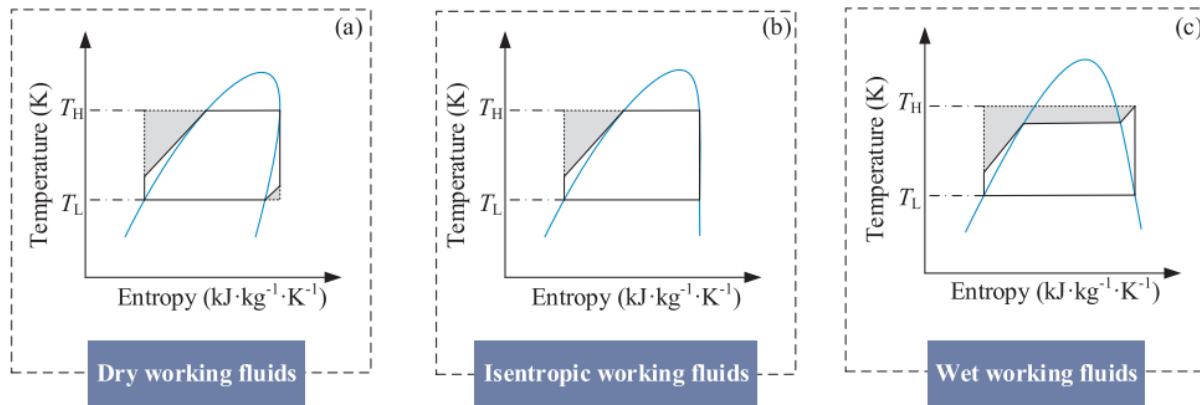 (a)
Temperature (K)
T_H
T_L
Entropy (kJ·kg⁻¹·K⁻¹)
Dry working fluids
(b)
Temperature (K)
T_H
T_L
Entropy (kJ·kg⁻¹·K⁻¹)
Isentropic working fluids
(c)
Temperature (K)
T_H
T_L
Entropy (kJ·kg⁻¹·K⁻¹)
Wet working fluids